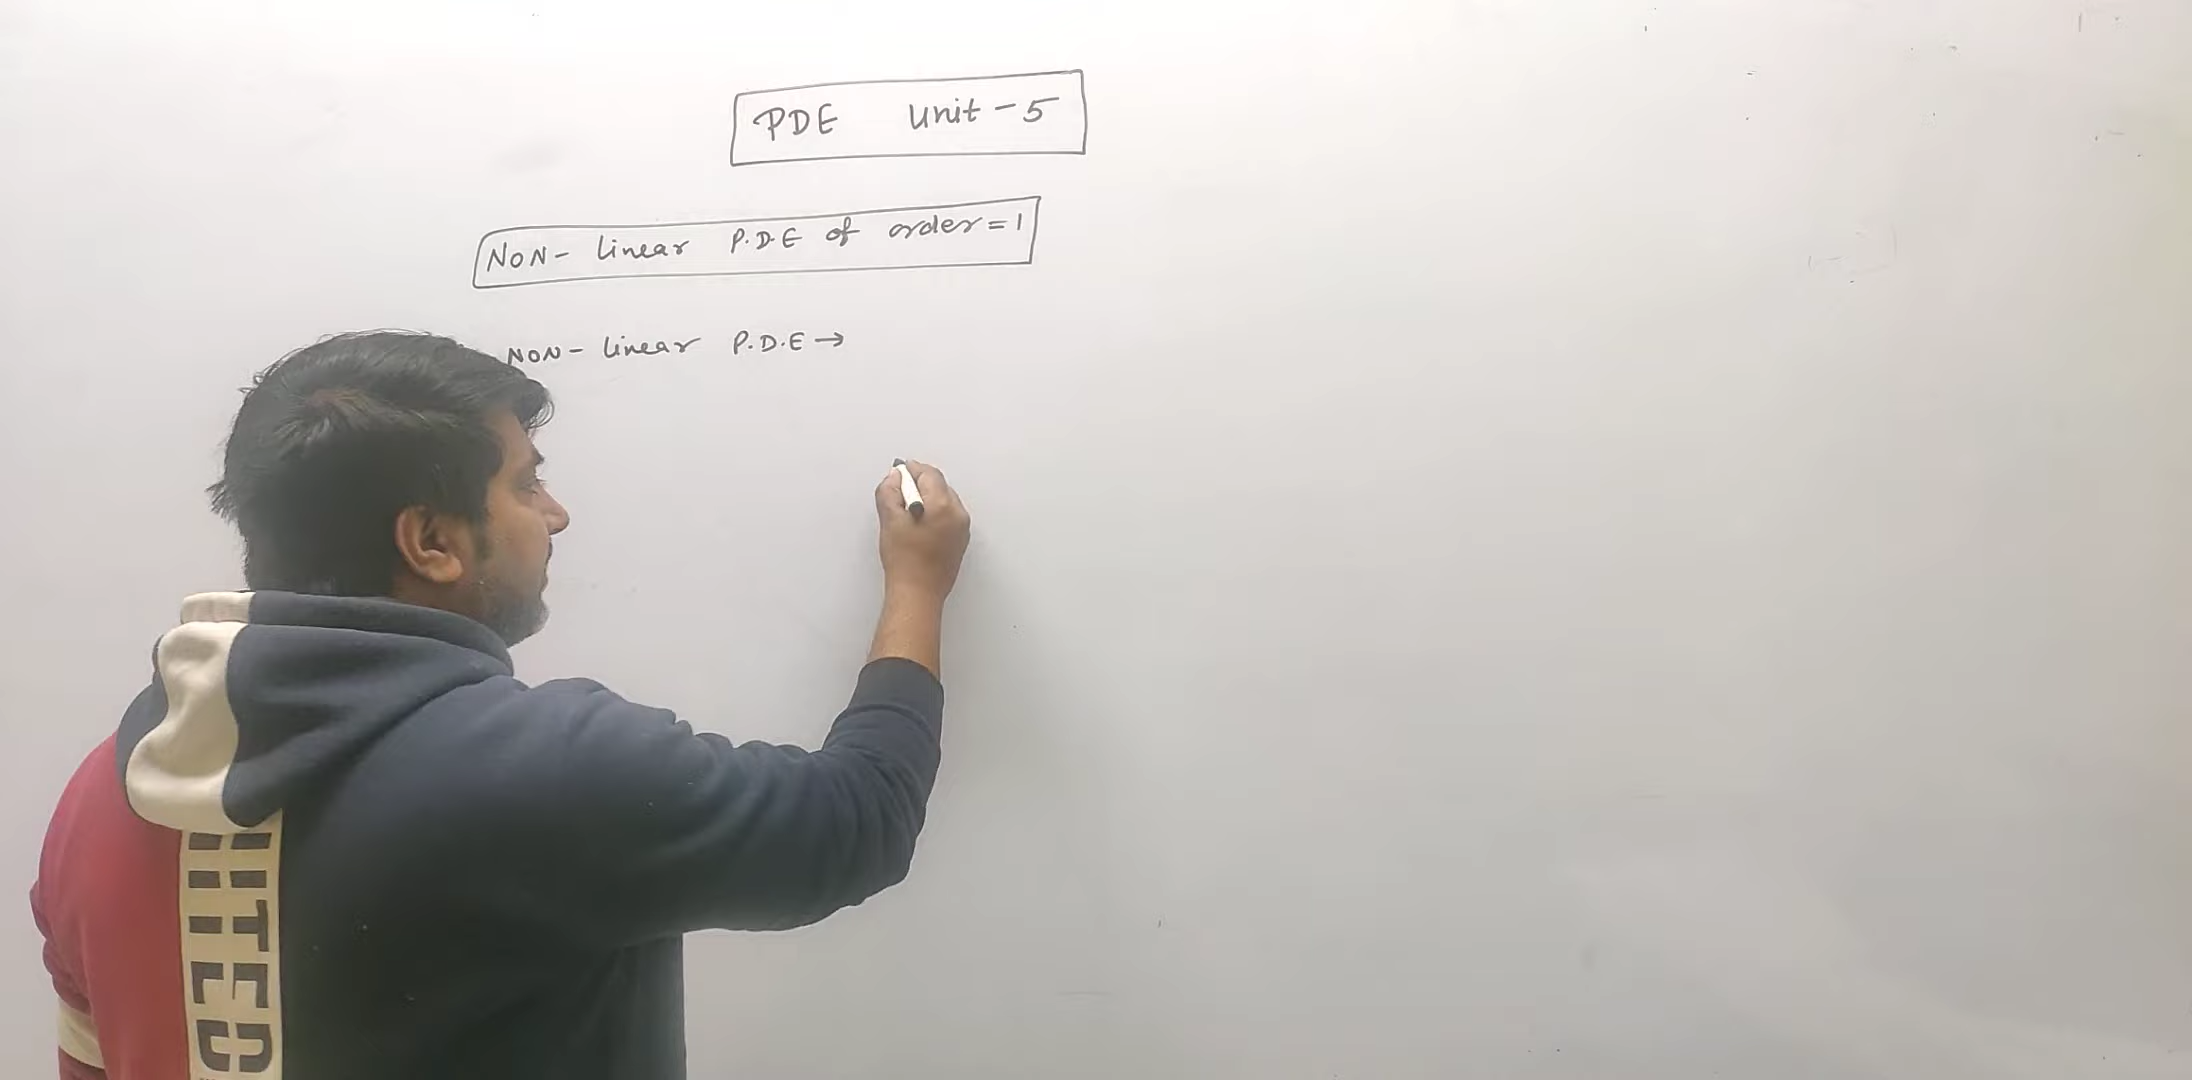 PDE Unit - 5
NON - Linear P.D.E of order = 1
NON - Linear P.D.E →